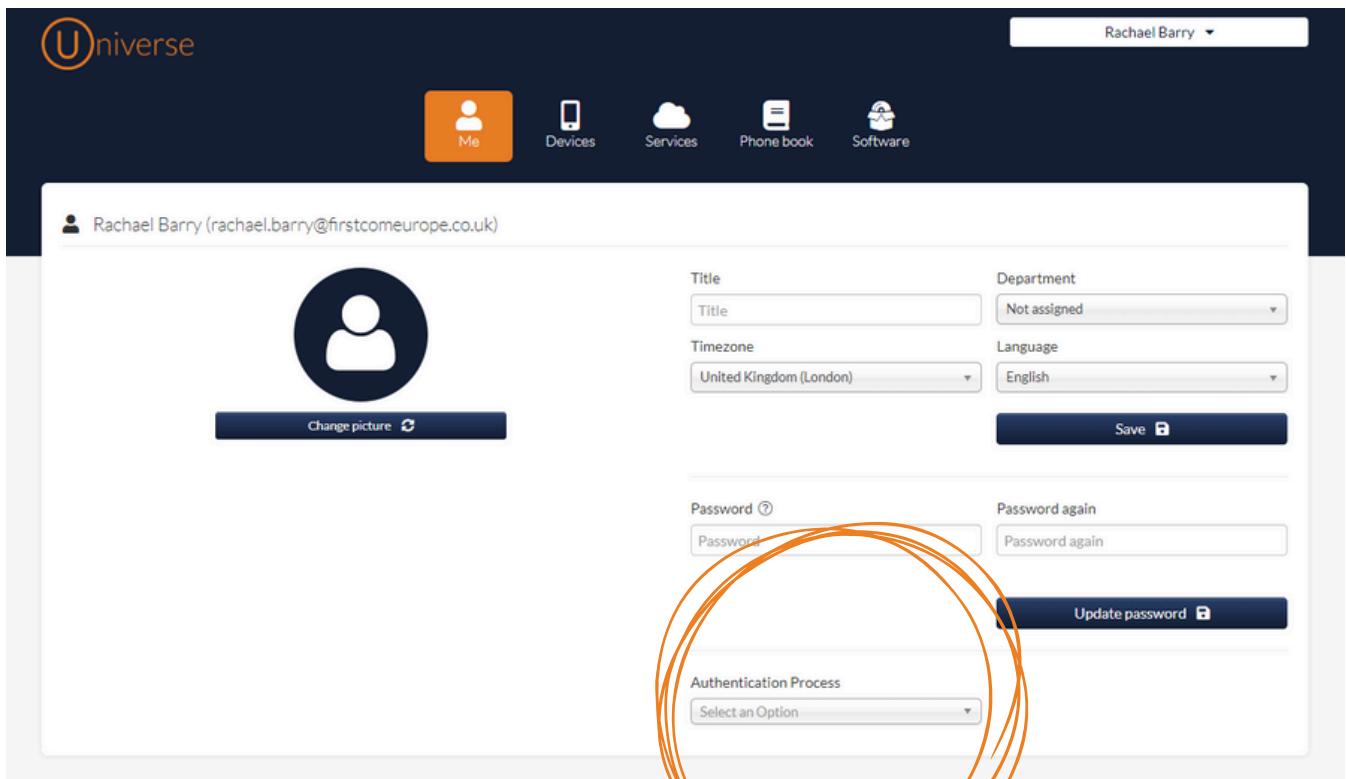 Universe
Rachael Barry
Me Devices Services Phone book Software
Rachael Barry (rachael.barry@firstcomeurope.co.uk)
Title Department
Title Not assigned
Timezone Language
United Kingdom (London) English
Change picture Save
Password Password again
Password Password again
Update password
Authentication Process
Select an Option